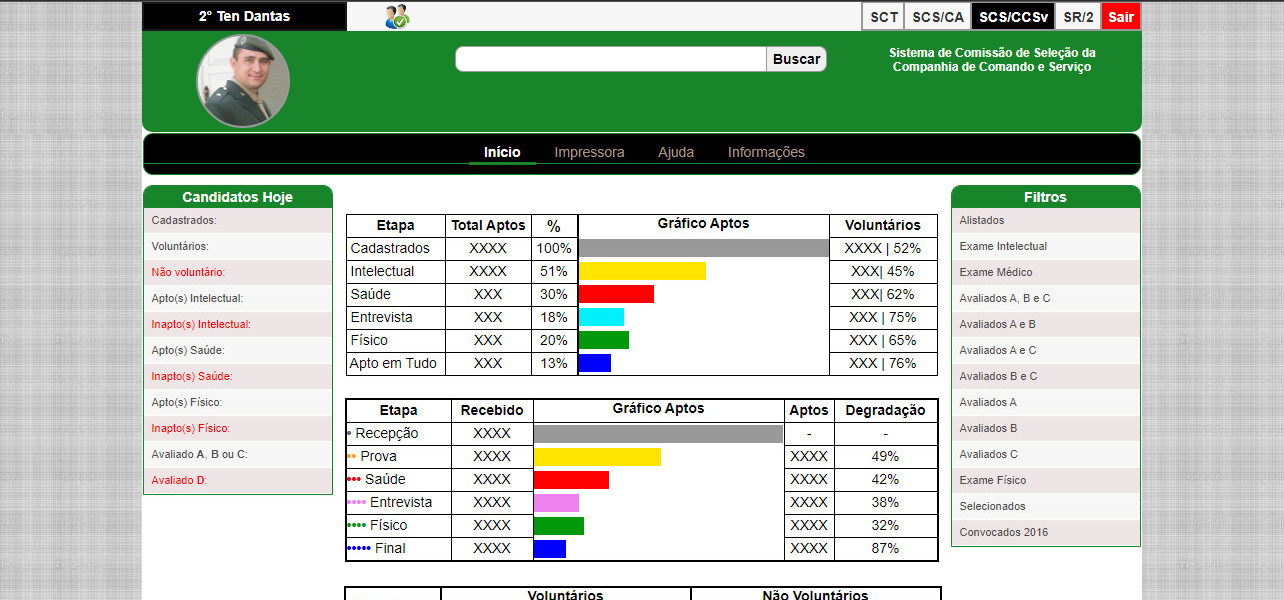 2° Ten Dantas
SCT SCS/CA SCS/CCSv SR/2 Sair
Buscar
Sistema de Comissão de Seleção da
Companhia de Comando e Serviço
Início Impressora Ajuda Informações
Candidatos Hoje
Cadastrados:
Voluntários:
Não voluntário:
Apto(s) Intelectual:
Inapto(s) Intelectual:
Apto(s) Saúde:
Inapto(s) Saúde:
Apto(s) Físico:
Inapto(s) Físico:
Avaliado A, B ou C:
Avaliado D:
Etapa Total Aptos % Gráfico Aptos Voluntários
Cadastrados XXXX 100% XXXX | 52%
Intelectual XXXX 51% XXX| 45%
Saúde XXX 30% XXX| 62%
Entrevista XXX 18% XXX | 75%
Físico XXX 20% XXX | 65%
Apto em Tudo XXX 13% XXX | 76%
Etapa Recebido Gráfico Aptos Aptos Degradação
• Recepção XXXX - -
•• Prova XXXX XXXX 49%
••• Saúde XXXX XXXX 42%
•••• Entrevista XXXX XXXX 38%
•••• Físico XXXX XXXX 32%
••••• Final XXXX XXXX 87%
Voluntários Não Voluntários
Filtros
Alistados
Exame Intelectual
Exame Médico
Avaliados A, B e C
Avaliados A e B
Avaliados A e C
Avaliados B e C
Avaliados A
Avaliados B
Avaliados C
Exame Físico
Selecionados
Convocados 2016